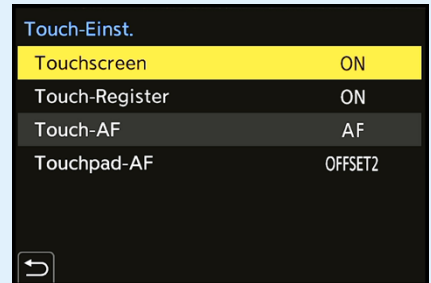 Touch-Einst.
Touchscreen ON
Touch-Register ON
Touch-AF AF
Touchpad-AF OFFSET2